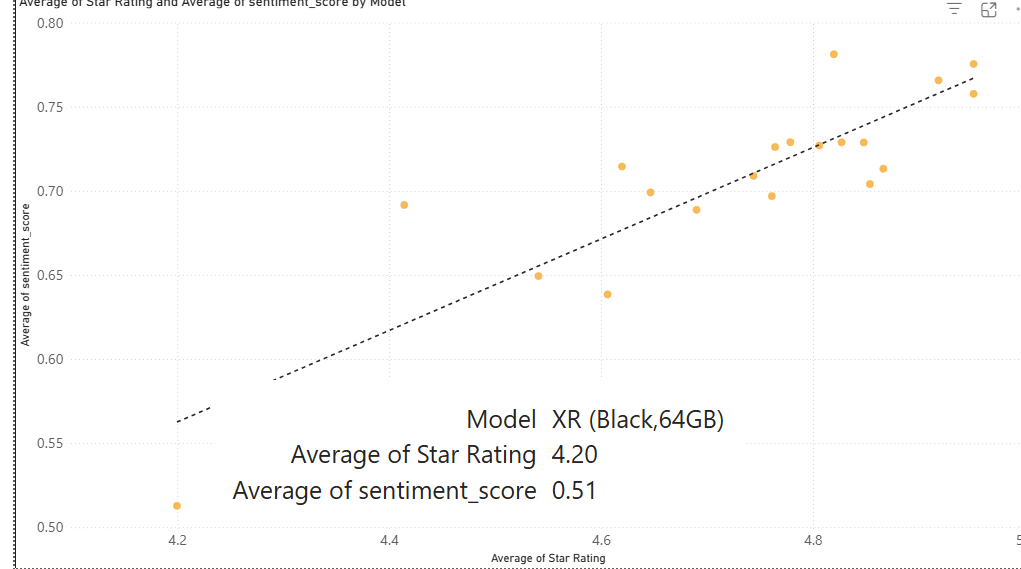 Average of Star Rating and Average of sentiment_score by Model
0.80
0.75
0.70
0.65
0.60
0.55
0.50
Average of sentiment_score
Model XR (Black,64GB)
Average of Star Rating 4.20
Average of sentiment_score 0.51
4.2 4.4 4.6 4.8 5
Average of Star Rating